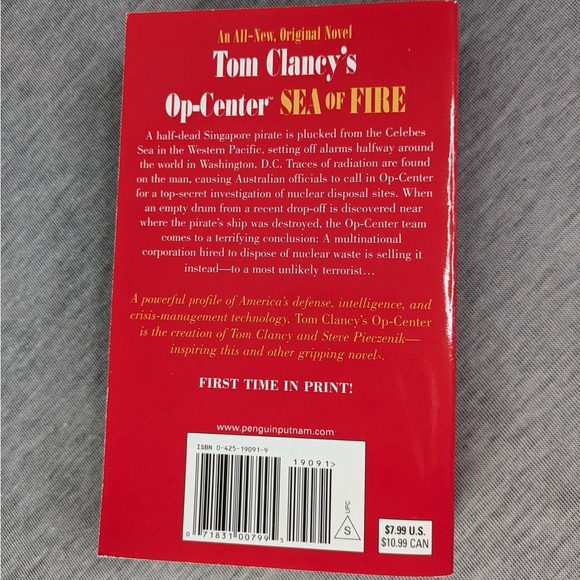 An All-New, Original Novel
Tom Clancy's
Op-Center™ SEA OF FIRE
A half-dead Singapore pirate is plucked from the Celebes
Sea in the Western Pacific, setting off alarms halfway around
the world in Washington, D.C. Traces of radiation are found
on the man, causing Australian officials to call in Op-Center
for a top-secret investigation of nuclear disposal sites. When
an empty drum from a recent drop-off is discovered near
where the pirate's ship was destroyed, the Op-Center team
comes to a terrifying conclusion: A multinational
corporation hired to dispose of nuclear waste is selling it
instead—to a most unlikely terrorist…
A powerful profile of America's defense, intelligence, and
crisis-management technology, Tom Clancy's Op-Center
is the creation of Tom Clancy and Steve Pieczenik—
inspiring this and other gripping novels.
FIRST TIME IN PRINT!
www.penguinputnam.com
ISBN 0-425-19091-9
19091>
UPC
S
0 71831 00799 5
$7.99 U.S.
$10.99 CAN